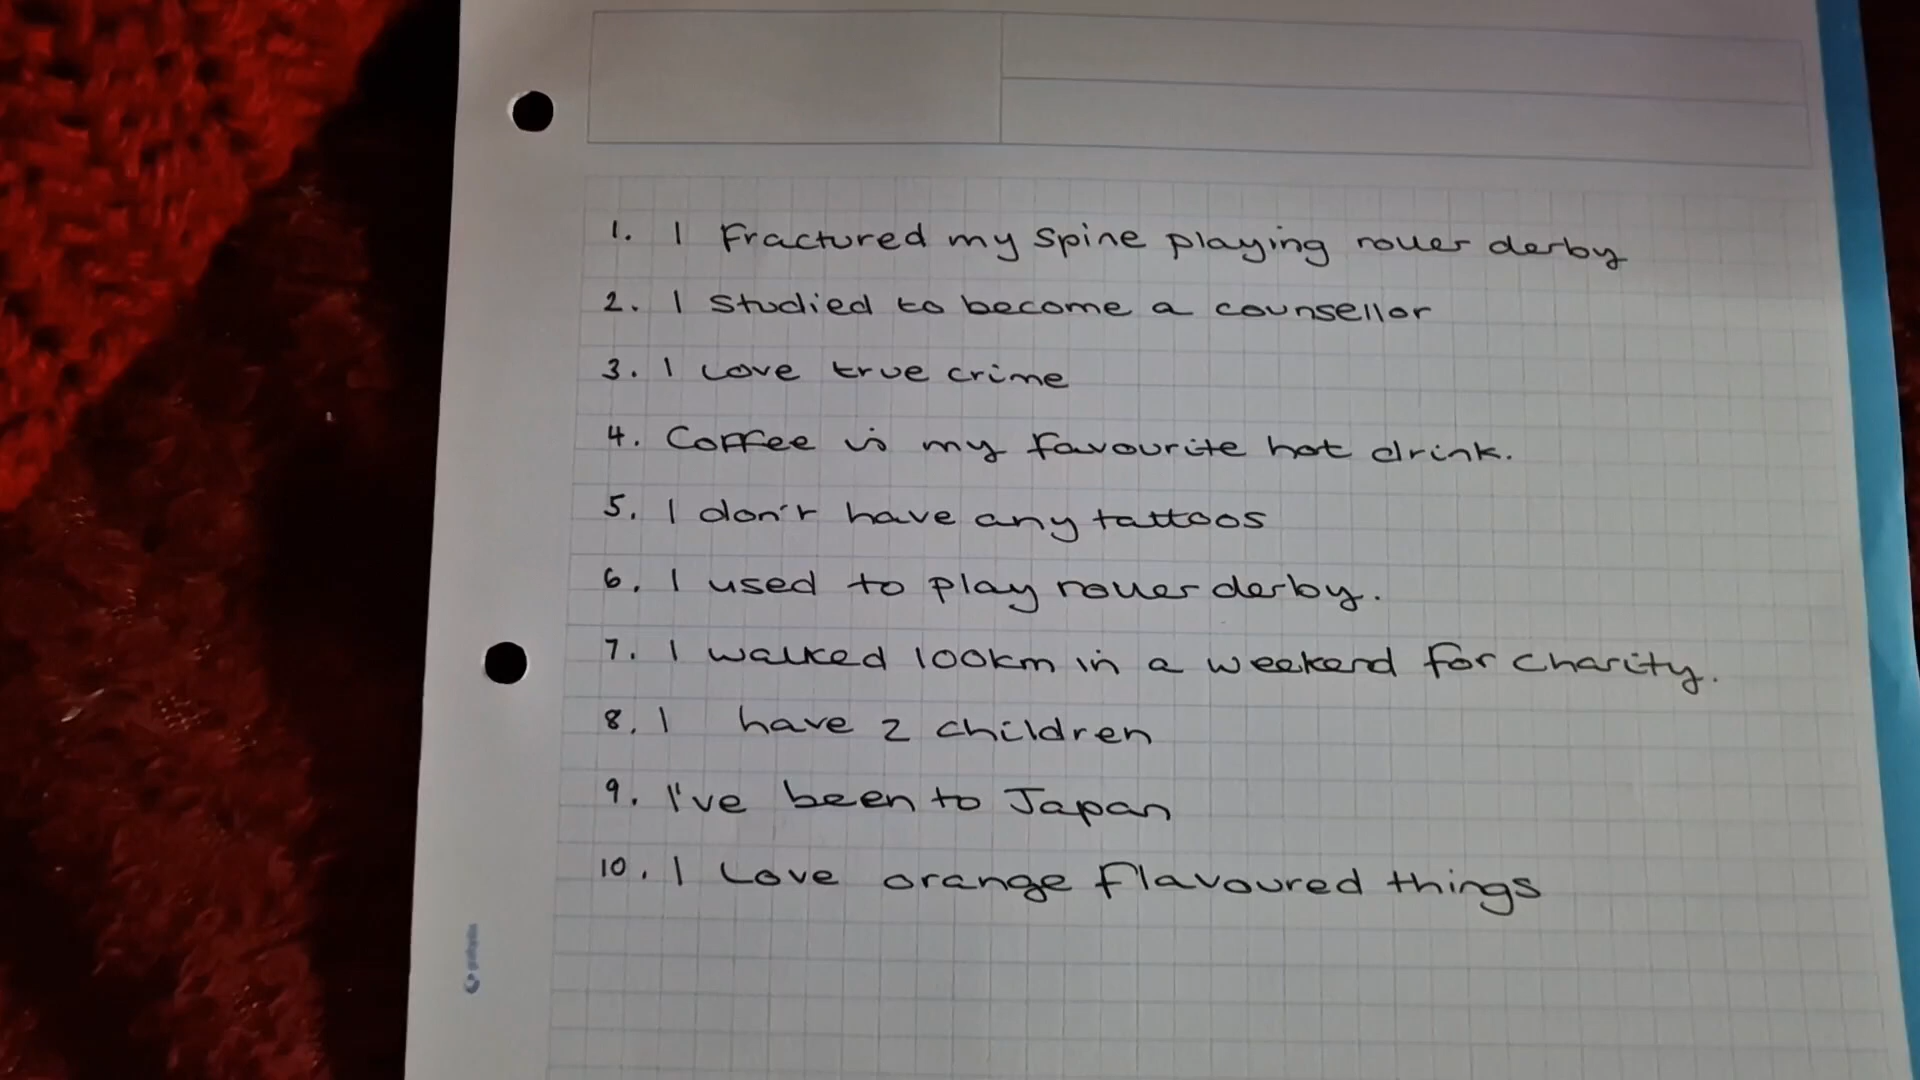 1. I Fractured my spine playing roller derby
2. I studied to become a counsellor
3. I love true crime
4. Coffee is my favourite hot drink.
5. I don't have any tattoos
6. I used to play roller derby.
7. I walked 100km in a weekend for charity.
8. I have 2 children
9. I've been to Japan
10. I love orange flavoured things